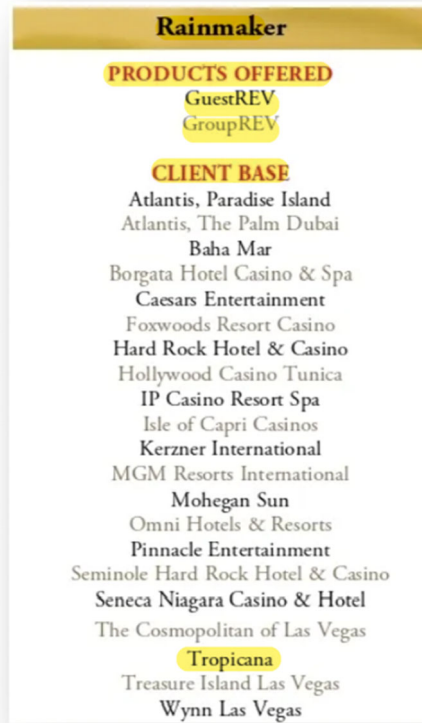 Rainmaker
PRODUCTS OFFERED
GuestREV
GroupREV
CLIENT BASE
Atlantis, Paradise Island
Atlantis, The Palm Dubai
Baha Mar
Borgata Hotel Casino & Spa
Caesars Entertainment
Foxwoods Resort Casino
Hard Rock Hotel & Casino
Hollywood Casino Tunica
IP Casino Resort Spa
Isle of Capri Casinos
Kerzner International
MGM Resorts International
Mohegan Sun
Omni Hotels & Resorts
Pinnacle Entertainment
Seminole Hard Rock Hotel & Casino
Seneca Niagara Casino & Hotel
The Cosmopolitan of Las Vegas
Tropicana
Treasure Island Las Vegas
Wynn Las Vegas